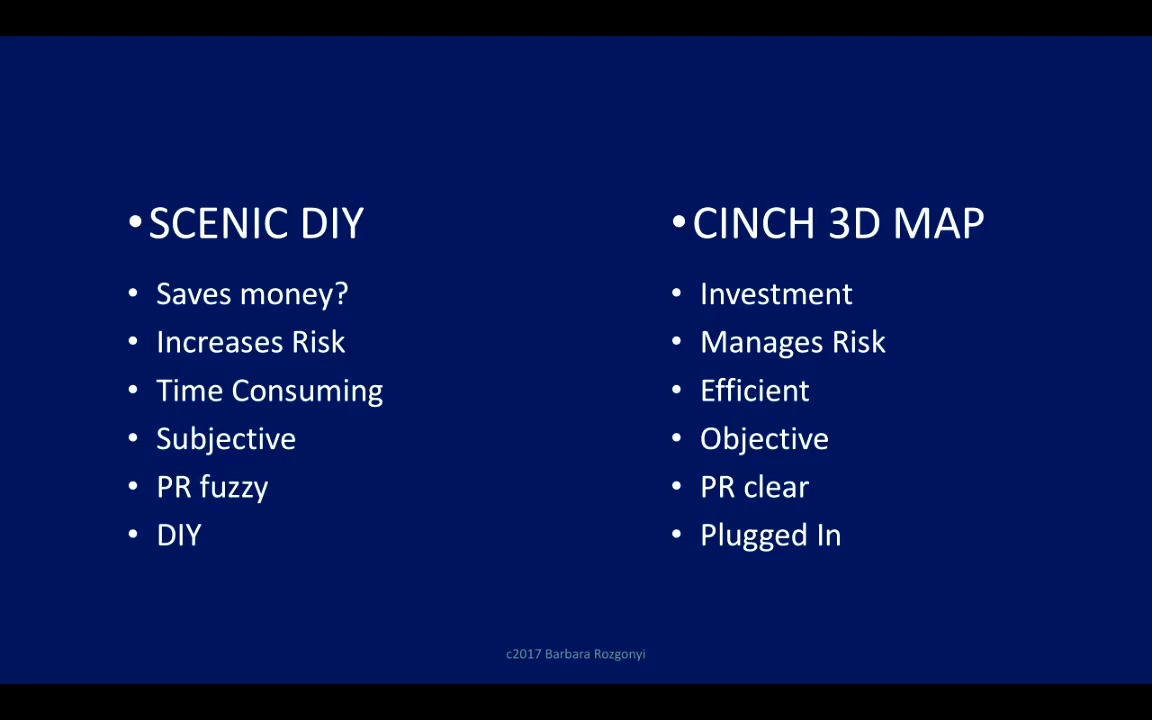 •SCENIC DIY
• Saves money?
• Increases Risk
• Time Consuming
• Subjective
• PR fuzzy
• DIY
•CINCH 3D MAP
• Investment
• Manages Risk
• Efficient
• Objective
• PR clear
• Plugged In
c2017 Barbara Rozgonyi